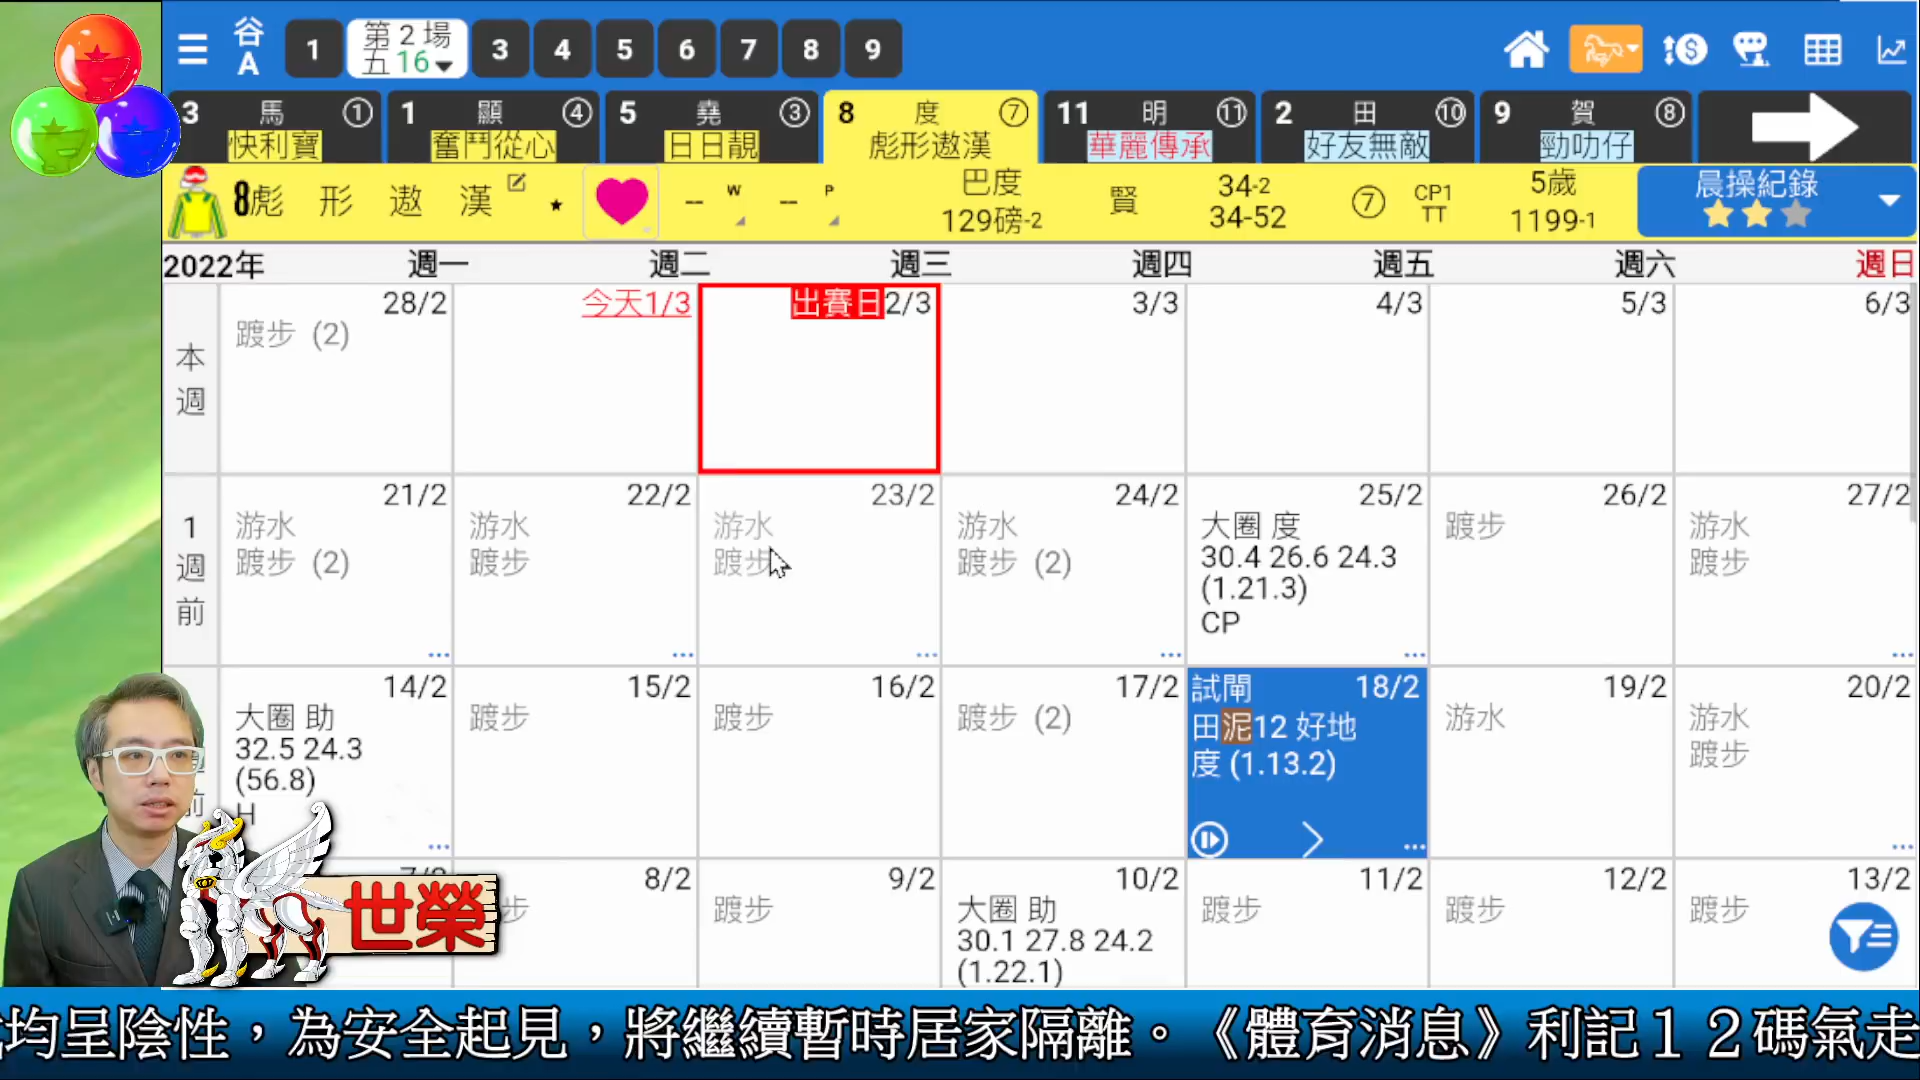 谷 A 1 第2場 五16 3 4 5 6 7 8 9
3 馬 ① 快利寶
1 顯 ④ 奮鬥從心
5 堯 ③ 日日靚
8 度 ⑦ 彪形遨漢
11 明 ⑪ 華麗傳承
2 田 ⑩ 好友無敵
9 賀 ⑧ 勁叻仔
8彪形遨漢 ★ -- W -- P 巴度 129磅-2 賢 34-2 34-52 ⑦ CP1 TT 5歲 1199-1 晨操紀錄
2022年 週一 週二 週三 週四 週五 週六 週日
本週
28/2 踱步 (2)
今天1/3
出賽日2/3
3/3
4/3
5/3
6/3
1週前
21/2 游水 踱步 (2)
22/2 游水 踱步
23/2 游水 踱步
24/2 游水 踱步 (2)
25/2 大圈 度
30.4 26.6 24.3
(1.21.3)
CP
26/2 踱步
27/2 游水 踱步
前
14/2 大圈 助
32.5 24.3
(56.8)
H
15/2 踱步
16/2 踱步
17/2 踱步 (2)
試閘 18/2
田泥12 好地
度 (1.13.2)
19/2 游水
20/2 游水 踱步
8/2
步
9/2 踱步
10/2 大圈 助
30.1 27.8 24.2
(1.22.1)
11/2 踱步
12/2 踱步
13/2 踱步
世榮
均呈陰性，為安全起見，將繼續暫時居家隔離。《體育消息》利記１２碼氣走